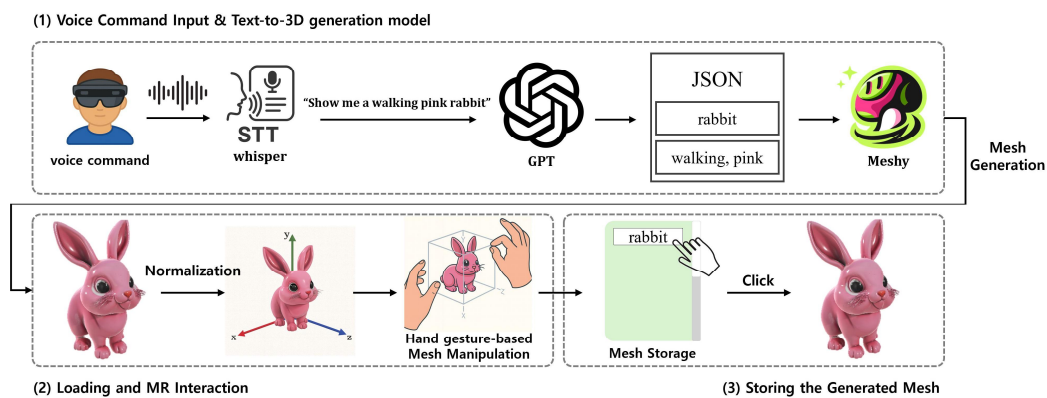 (1) Voice Command Input & Text-to-3D generation model
voice command
STT
whisper
“Show me a walking pink rabbit”
GPT
JSON
rabbit
walking, pink
Meshy
Mesh
Generation
Normalization
y
x
z
Hand gesture-based
Mesh Manipulation
rabbit
Mesh Storage
Click
(2) Loading and MR Interaction
(3) Storing the Generated Mesh